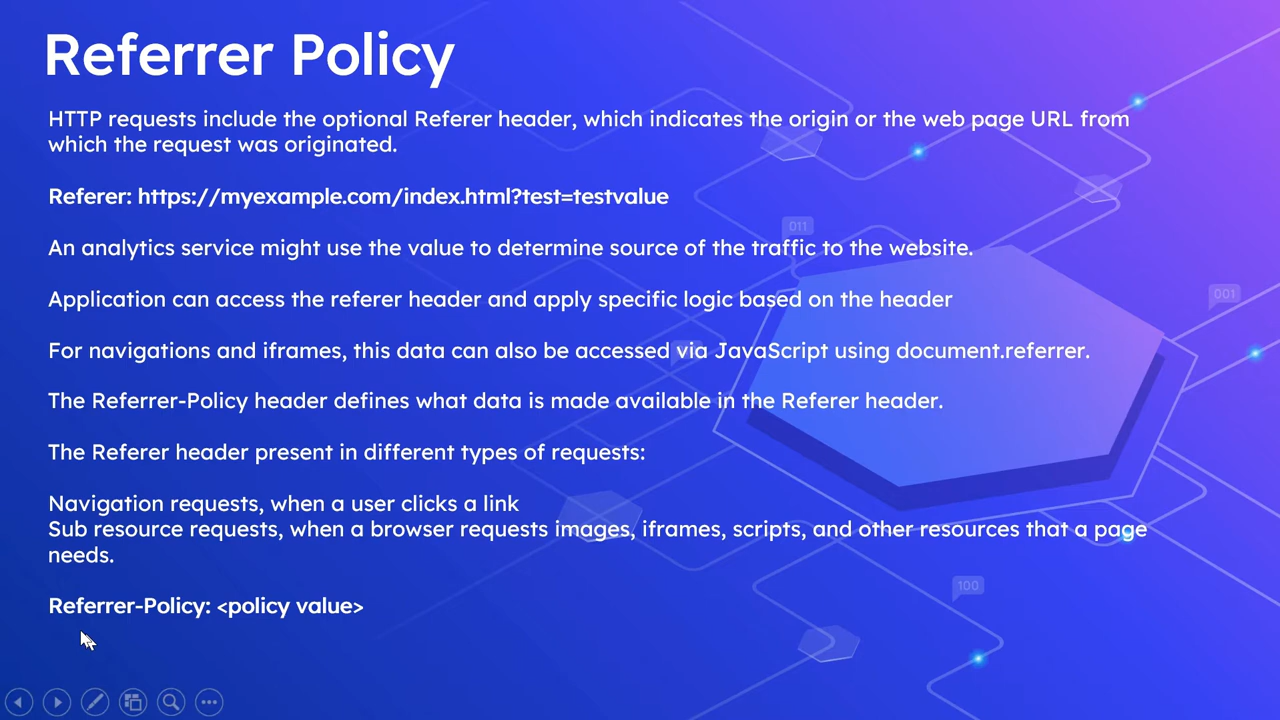 Referrer Policy
HTTP requests include the optional Referer header, which indicates the origin or the web page URL from
which the request was originated.
Referer: https://myexample.com/index.html?test=testvalue
011
An analytics service might use the value to determine source of the traffic to the website.
001
Application can access the referer header and apply specific logic based on the header
For navigations and iframes, this data can also be accessed via JavaScript using document.referrer.
The Referrer-Policy header defines what data is made available in the Referer header.
The Referer header present in different types of requests:
Navigation requests, when a user clicks a link
Sub resource requests, when a browser requests images, iframes, scripts, and other resources that a page
needs.
100
Referrer-Policy: <policy value>